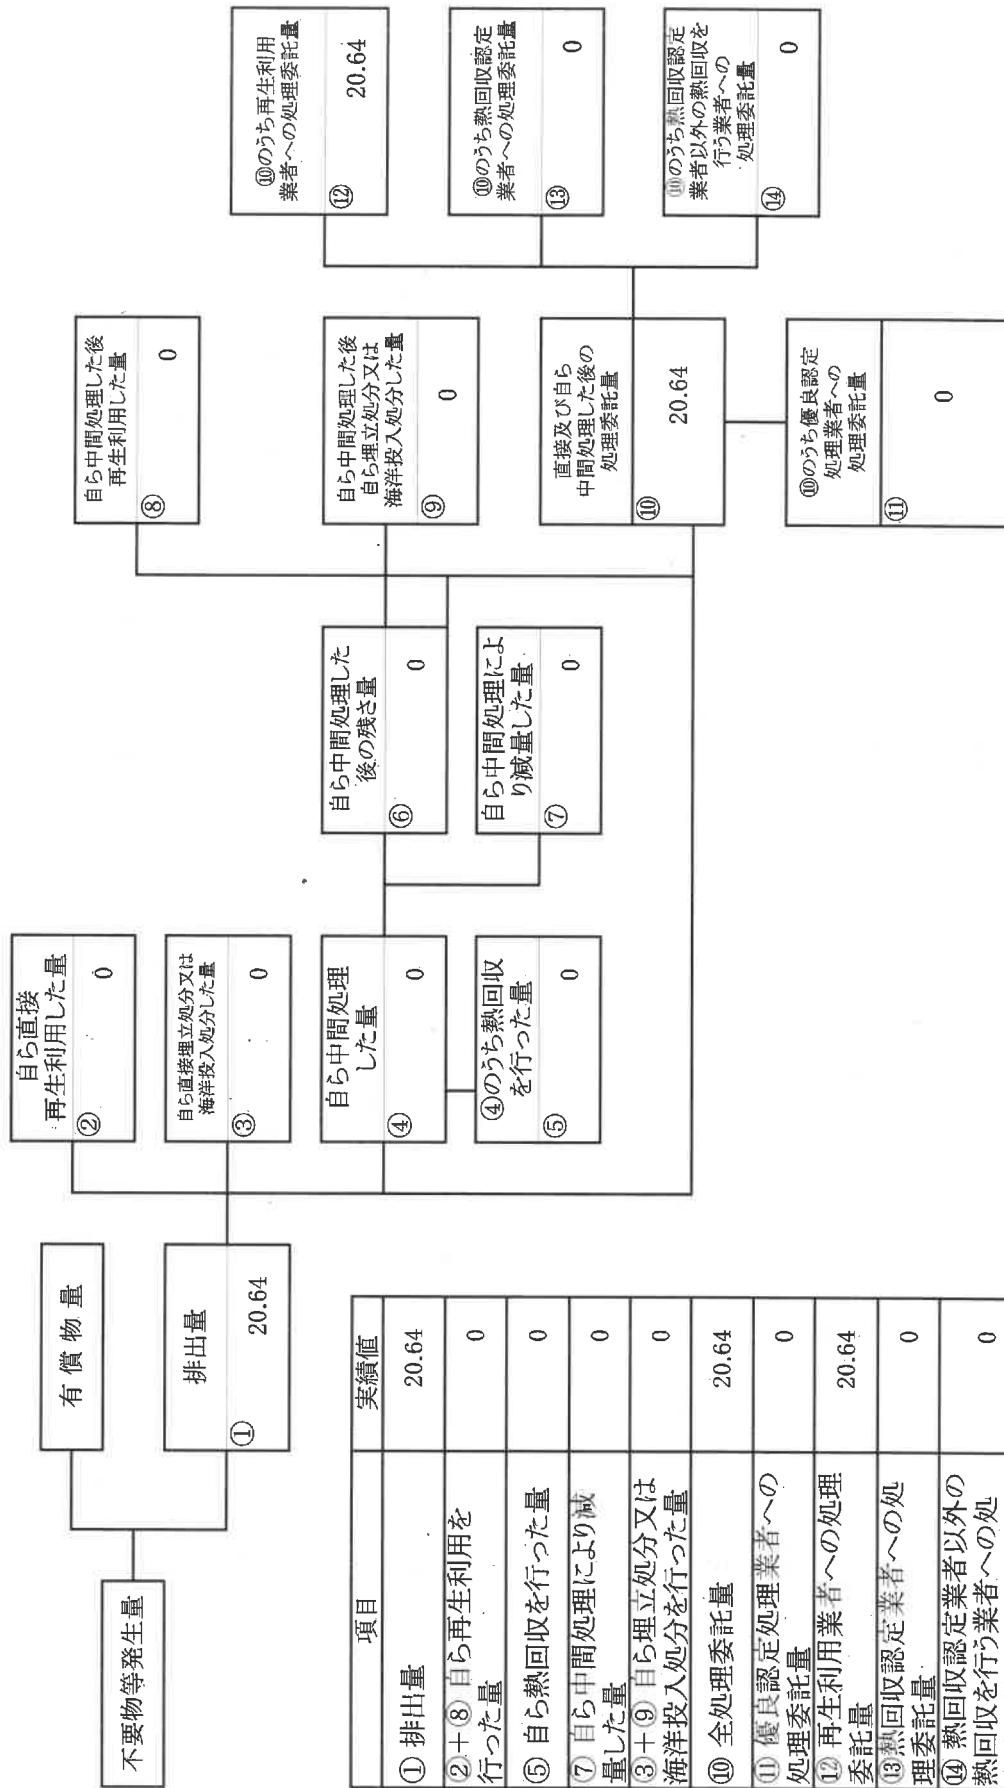 不要物等発生量
有償物量
排出量
①
20.64
自ら直接
再生利用した量
②
0
自ら直接埋立処分又は
海洋投入処分した量
③
0
自ら中間処理
した量
④
0
④のうち熱回収
を行った量
⑤
0
自ら中間処理した
後の残さ量
⑥
0
自ら中間処理によ
り減量した量
⑦
0
自ら中間処理した後
再生利用した量
⑧
0
自ら中間処理した後
自ら埋立処分又は
海洋投入処分した量
⑨
0
直接及び自ら
中間処理した後の
処理委託量
⑩
20.64
⑩のうち優良認定
処理業者への
処理委託量
⑪
0
⑩のうち再生利用
業者への処理委託量
⑫
20.64
⑩のうち熱回収認定
業者への処理委託量
⑬
0
⑩のうち熱回収認定
業者以外の熱回収を
行う業者への
処理委託量
⑭
0
項目 実績値
① 排出量 20.64
②+⑧ 自ら再生利用を
行った量 0
⑤ 自ら熱回収を行った量 0
⑦ 自ら中間処理により減
量した量 0
③+⑨ 自ら埋立処分又は
海洋投入処分を行った量 0
⑩ 全処理委託量 20.64
⑪ 優良認定処理業者への
処理委託量 0
⑫ 再生利用業者への処理
委託量 20.64
⑬ 熱回収認定業者への処
理委託量 0
⑭ 熱回収認定業者以外の
熱回収を行う業者への処 0